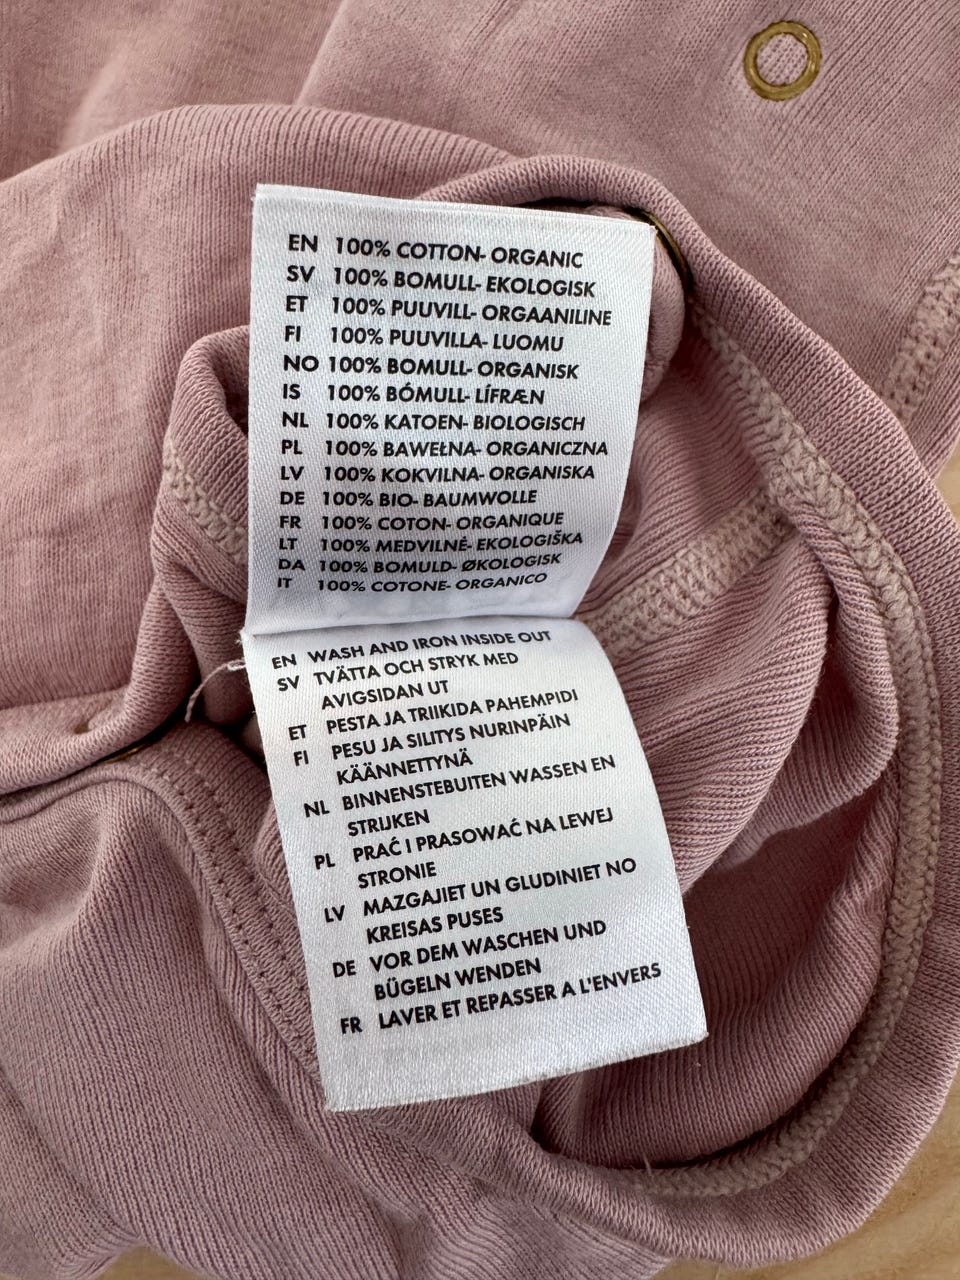 EN 100% COTTON- ORGANIC
SV 100% BOMULL- EKOLOGISK
ET 100% PUUVILL- ORGAANILINE
FI 100% PUUVILLA- LUOMU
NO 100% BOMULL- ORGANISK
IS 100% BÓMULL- LÍFRÆN
NL 100% KATOEN- BIOLOGISCH
PL 100% BAWEŁNA- ORGANICZNA
LV 100% KOKVILNA- ORGANISKA
DE 100% BIO- BAUMWOLLE
FR 100% COTON- ORGANIQUE
LT 100% MEDVILNĖ- EKOLOGIŠKA
DA 100% BOMULD- ØKOLOGISK
IT 100% COTONE- ORGANICO
EN WASH AND IRON INSIDE OUT
SV TVÄTTA OCH STRYK MED
AVIGSIDAN UT
ET PESTA JA TRIIKIDA PAHEMPIDI
FI PESU JA SILITYS NURINPÄIN
KÄÄNNETTYNÄ
NL BINNENSTEBUITEN WASSEN EN
STRIJKEN
PL PRAĆ I PRASOWAĆ NA LEWEJ
STRONIE
LV MAZGAJIET UN GLUDINIET NO
KREISAS PUSES
DE VOR DEM WASCHEN UND
BÜGELN WENDEN
FR LAVER ET REPASSER A L'ENVERS